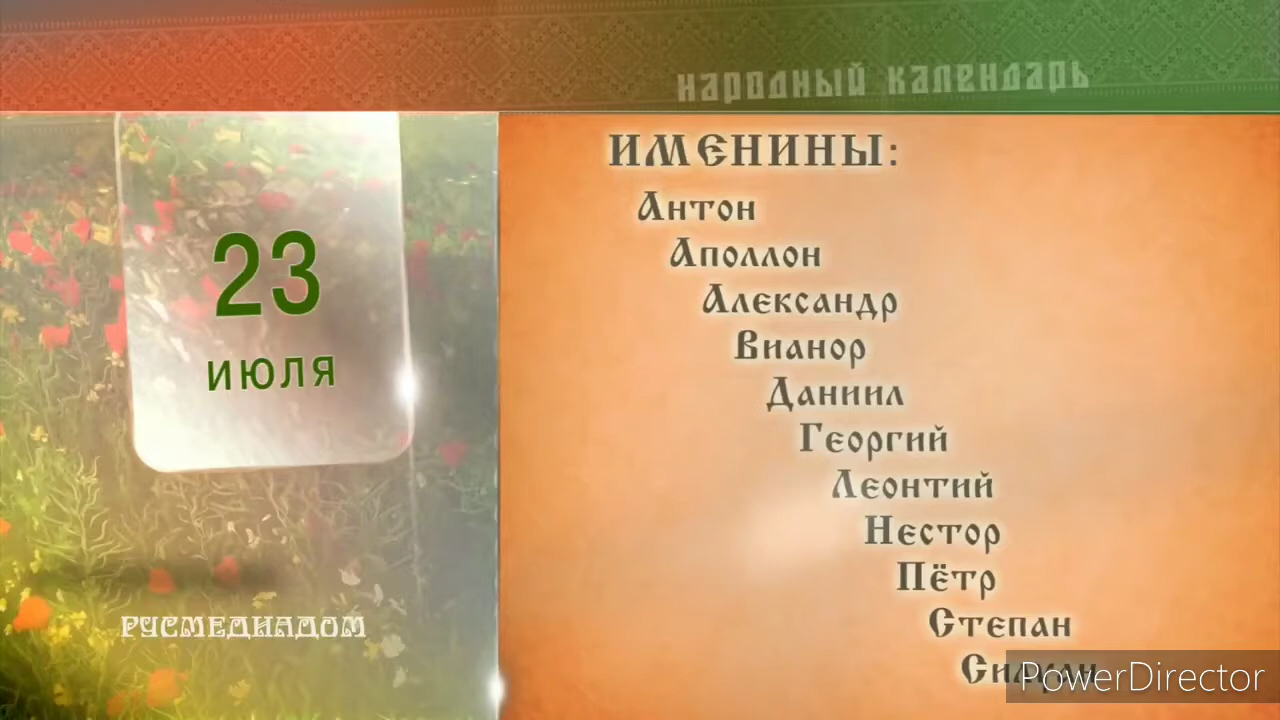 народный календарь
23
июля
РУСМЕДИАДОМ
ИМЕНИНЫ:
Антон
Аполлон
Александр
Вианор
Даниил
Георгий
Леонтий
Нестор
Пётр
Степан
PowerDirector